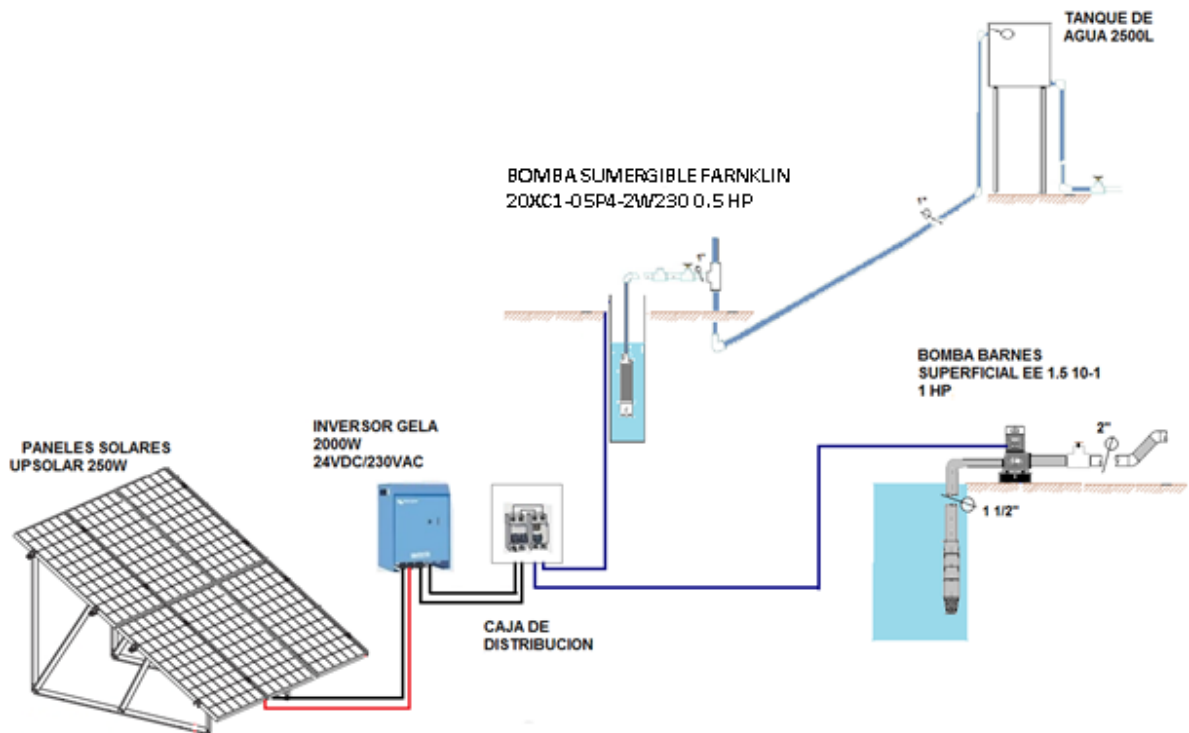 TANQUE DE
AGUA 2500L
BOMBA SUMERGIBLE FARNKLIN
20XC1-05P4-2W230 0.5 HP
1"
1"
BOMBA BARNES
SUPERFICIAL EE 1.5 10-1
1 HP
INVERSOR GELA
2000W
24VDC/230VAC
PANELES SOLARES
UPSOLAR 250W
2"
1 1/2"
CAJA DE
DISTRIBUCION